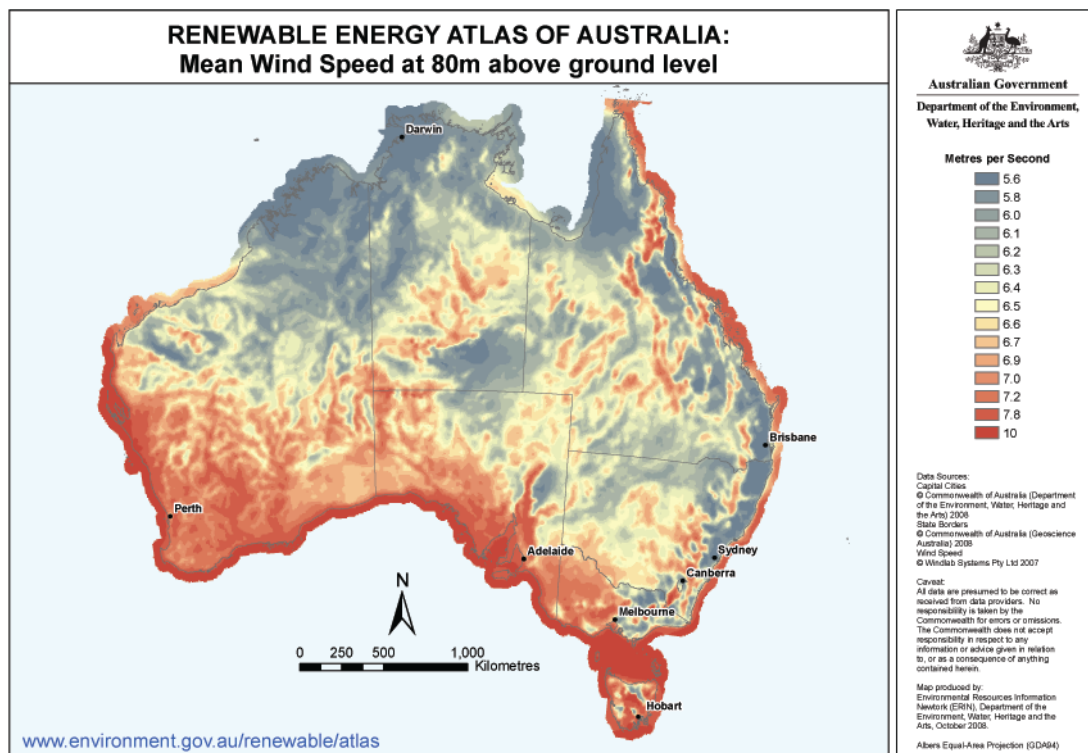 RENEWABLE ENERGY ATLAS OF AUSTRALIA:
Mean Wind Speed at 80m above ground level
Darwin
Brisbane
Perth
Adelaide
Sydney
Canberra
Melbourne
Hobart
N
0 250 500 1,000
Kilometres
www.environment.gov.au/renewable/atlas
Australian Government
Department of the Environment,
Water, Heritage and the Arts
Metres per Second
5.6
5.8
6.0
6.1
6.2
6.3
6.4
6.5
6.6
6.7
6.9
7.0
7.2
7.8
10
Data Sources:
Capital Cities
© Commonwealth of Australia (Department
of the Environment, Water, Heritage and
the Arts) 2008
State Borders
© Commonwealth of Australia (Geoscience
Australia) 2008
Wind Speed
© Windlab Systems Pty Ltd 2007
Caveat:
All data are presumed to be correct as
received from data providers. No
responsibility is taken by the
Commonwealth for errors or omissions.
The Commonwealth does not accept
responsibility in respect to any
information or advice given in relation
to, or as a consequence of anything
contained herein.
Map produced by:
Environmental Resources Information
Newtork (ERIN), Department of the
Environment, Water, Heritage and the
Arts, October 2008.
Albers Equal-Area Projection (GDA94)